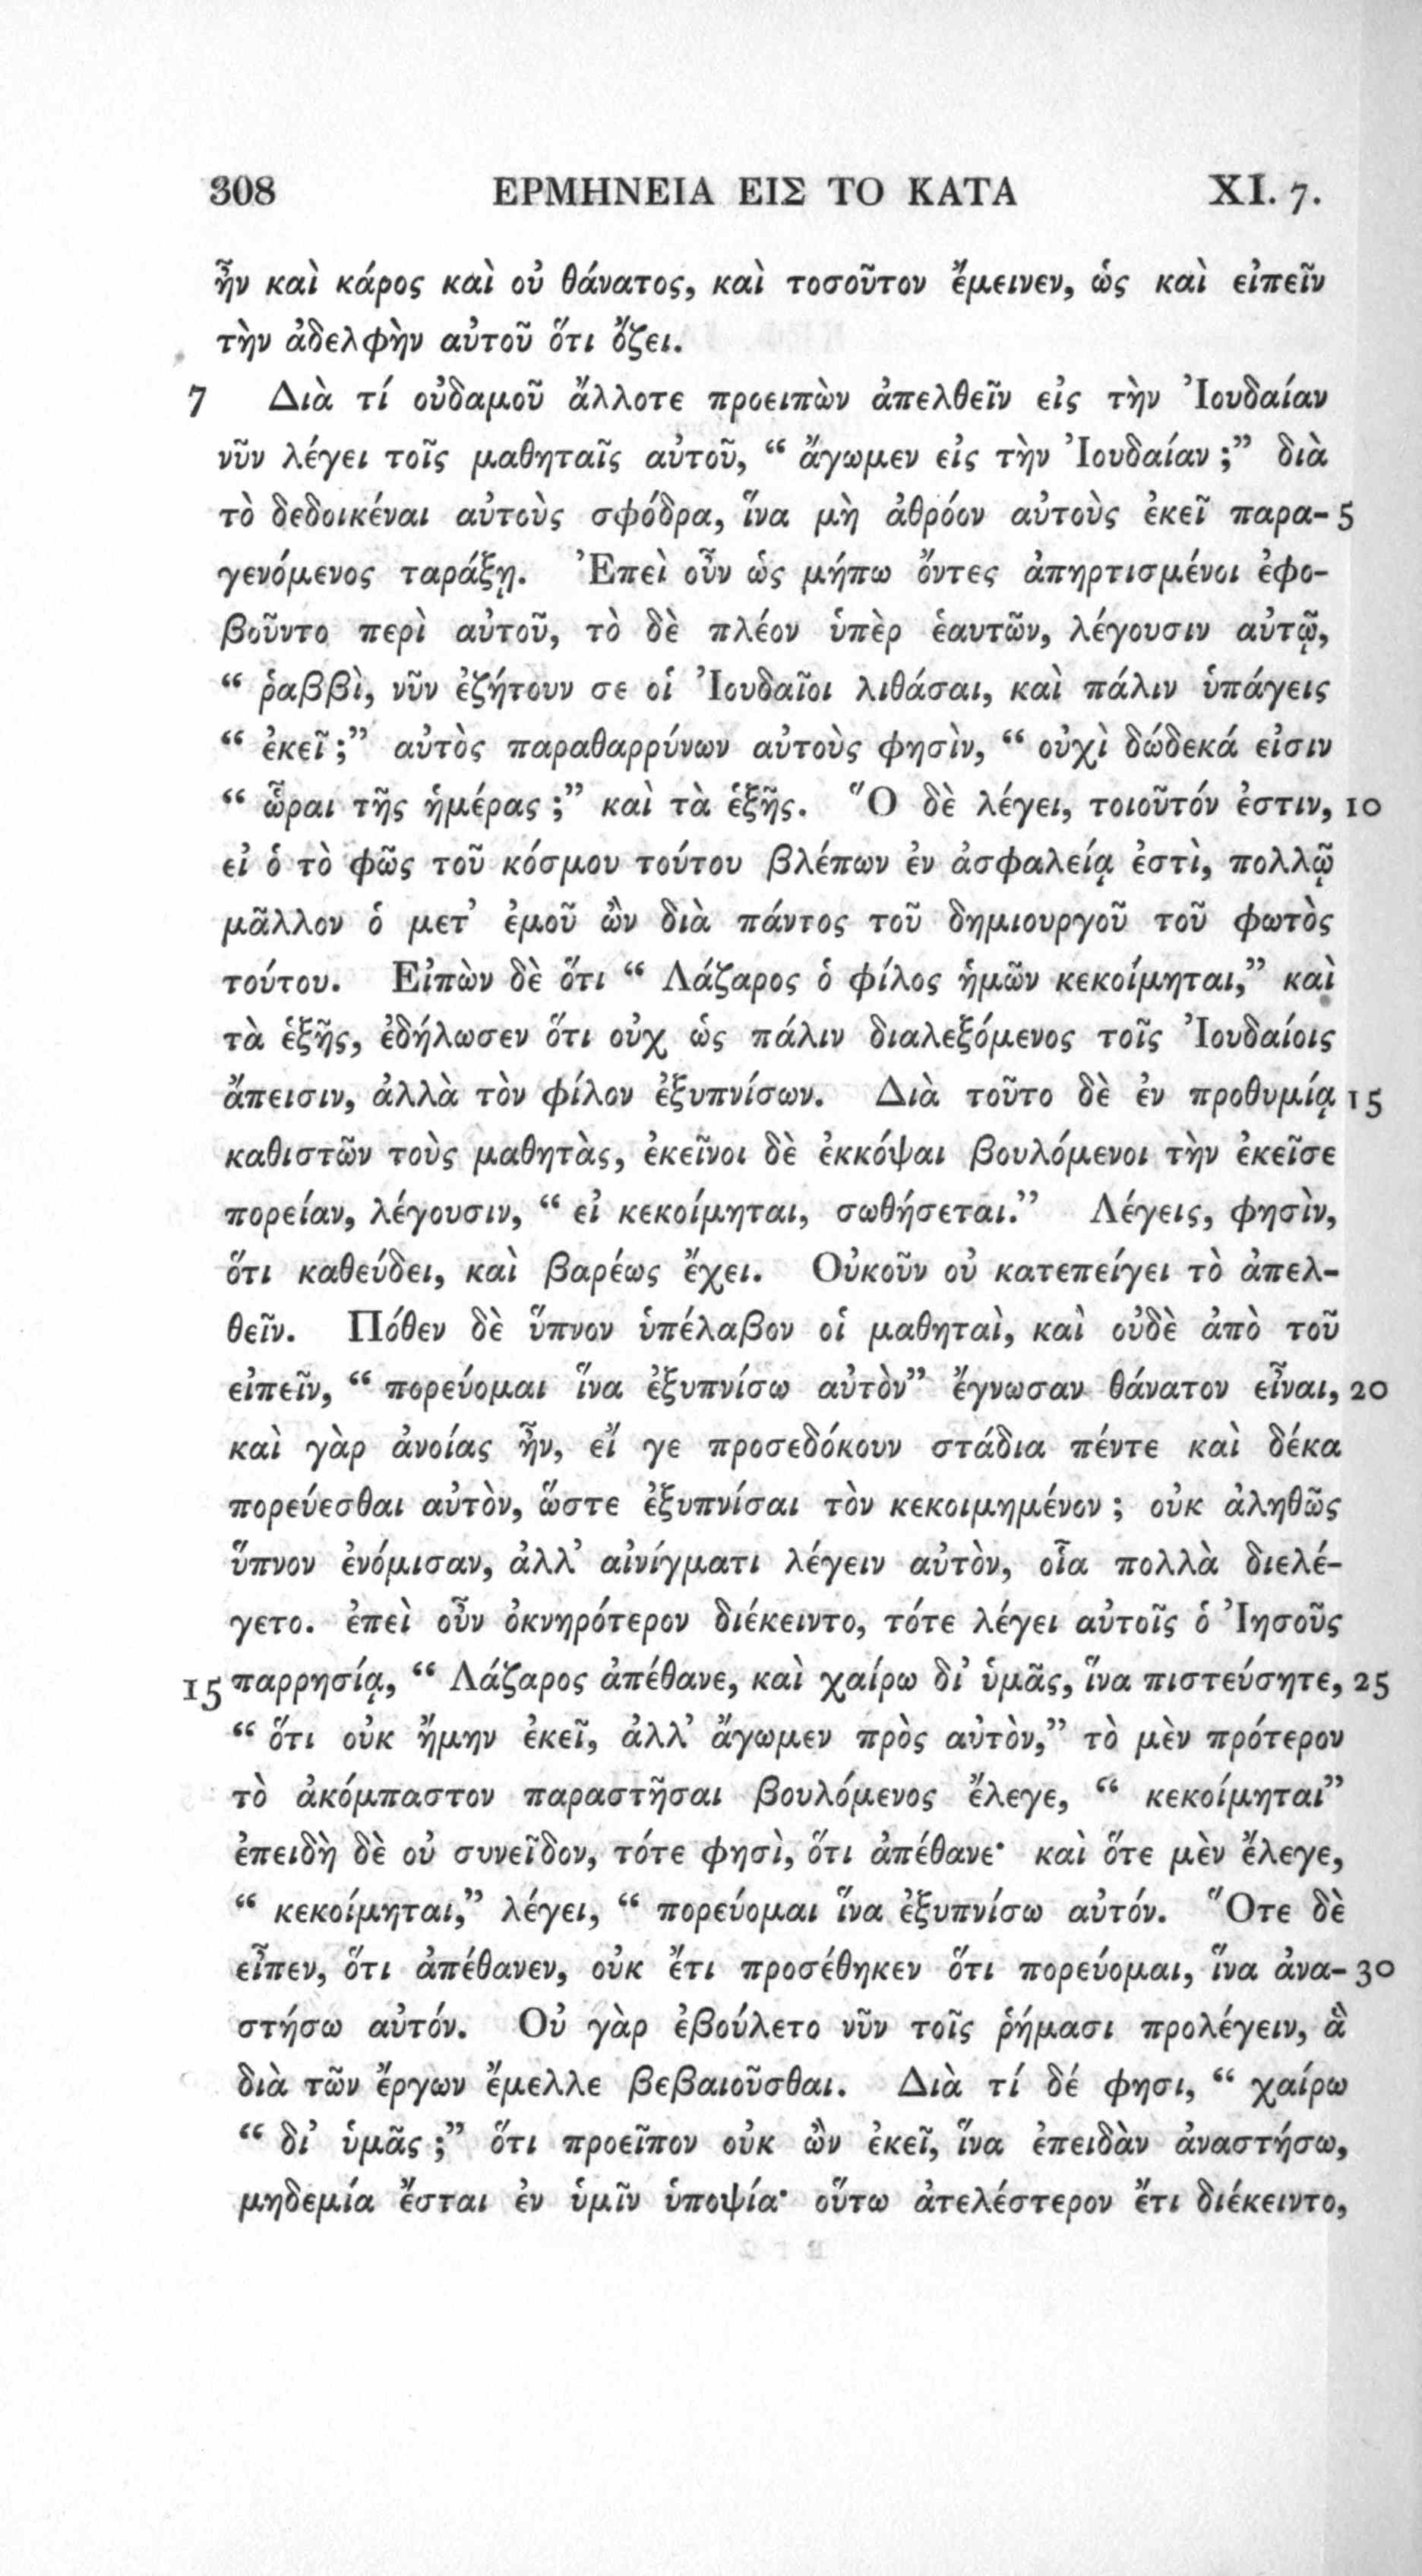 308 ΕΡΜΗΝΕΙΑ ΕΙΣ ΤΟ ΚΑΤΑ XI. 7.
ἦν καὶ κάρος καὶ οὐ θάνατος, καὶ τοσοῦτον ἔμεινεν, ὡς καὶ εἰπεῖν
τὴν ἀδελφὴν αὐτοῦ ὅτι ὄζει.
7 Διὰ τί οὐδαμοῦ ἄλλοτε προειπὼν ἀπελθεῖν εἰς τὴν Ἰουδαίαν
νῦν λέγει τοῖς μαθηταῖς αὐτοῦ, “ ἄγωμεν εἰς τὴν Ἰουδαίαν ;” διὰ
τὸ δεδοικέναι αὐτοὺς σφόδρα, ἵνα μὴ ἀθρόον αὐτοὺς ἐκεῖ παρα- 5
γενόμενος ταράξῃ. Ἐπεὶ οὖν ὡς μήπω ὄντες ἀπηρτισμένοι ἐφο-
βοῦντο περὶ αὐτοῦ, τὸ δὲ πλέον ὑπὲρ ἑαυτῶν, λέγουσιν αὐτῷ,
“ ῥαββὶ, νῦν ἐζήτουν σε οἱ Ἰουδαῖοι λιθάσαι, καὶ πάλιν ὑπάγεις
“ ἐκεῖ ;” αὐτὸς παραθαρρύνων αὐτοὺς φησὶν, “ οὐχὶ δώδεκά εἰσιν
“ ὧραι τῆς ἡμέρας ;” καὶ τὰ ἑξῆς. Ὅ δὲ λέγει, τοιοῦτόν ἐστιν, 10
εἰ ὁ τὸ φῶς τοῦ κόσμου τούτου βλέπων ἐν ἀσφαλείᾳ ἐστὶ, πολλῷ
μᾶλλον ὁ μετ’ ἐμοῦ ὢν διὰ πάντος τοῦ δημιουργοῦ τοῦ φωτὸς
τούτου. Εἰπὼν δὲ ὅτι “ Λάζαρος ὁ φίλος ἡμῶν κεκοίμηται,” καὶ
τὰ ἑξῆς, ἐδήλωσεν ὅτι οὐχ ὡς πάλιν διαλεξόμενος τοῖς Ἰουδαίοις
ἄπεισιν, ἀλλὰ τὸν φίλον ἐξυπνίσων. Διὰ τοῦτο δὲ ἐν προθυμίᾳ 15
καθιστῶν τοὺς μαθητὰς, ἐκεῖνοι δὲ ἐκκόψαι βουλόμενοι τὴν ἐκεῖσε
πορείαν, λέγουσιν, “ εἰ κεκοίμηται, σωθήσεται.” Λέγεις, φησὶν,
ὅτι καθεύδει, καὶ βαρέως ἔχει. Οὐκοῦν οὐ κατεπείγει τὸ ἀπελ-
θεῖν. Πόθεν δὲ ὕπνον ὑπέλαβον οἱ μαθηταὶ, καὶ οὐδὲ ἀπὸ τοῦ
εἰπεῖν, “ πορεύομαι ἵνα ἐξυπνίσω αὐτὸν” ἔγνωσαν θάνατον εἶναι, 20
καὶ γὰρ ἀνοίας ἦν, εἴ γε προσεδόκουν στάδια πέντε καὶ δέκα
πορεύεσθαι αὐτὸν, ὥστε ἐξυπνίσαι τὸν κεκοιμημένον ; οὐκ ἀληθῶς
ὕπνον ἐνόμισαν, ἀλλ’ αἰνίγματι λέγειν αὐτὸν, οἷα πολλὰ διελέ-
γετο. ἐπεὶ οὖν ὀκνηρότερον διέκειντο, τότε λέγει αὐτοῖς ὁ Ἰησοῦς
15 παρρησίᾳ, “ Λάζαρος ἀπέθανε, καὶ χαίρω δι’ ὑμᾶς, ἵνα πιστεύσητε, 25
“ ὅτι οὐκ ἤμην ἐκεῖ, ἀλλ’ ἄγωμεν πρὸς αὐτὸν,” τὸ μὲν πρότερον
τὸ ἀκόμπαστον παραστῆσαι βουλόμενος ἔλεγε, “ κεκοίμηται”
ἐπειδὴ δὲ οὐ συνεῖδον, τότε φησὶ, ὅτι ἀπέθανε· καὶ ὅτε μὲν ἔλεγε,
“ κεκοίμηται,” λέγει, “ πορεύομαι ἵνα ἐξυπνίσω αὐτόν. Ὅτε δὲ
εἶπεν, ὅτι ἀπέθανεν, οὐκ ἔτι προσέθηκεν ὅτι πορεύομαι, ἵνα ἀνα- 30
στήσω αὐτόν. Οὐ γὰρ ἐβούλετο νῦν τοῖς ῥήμασι προλέγειν, ἃ
διὰ τῶν ἔργων ἔμελλε βεβαιοῦσθαι. Διὰ τί δέ φησι, “ χαίρω
“ δι’ ὑμᾶς ;” ὅτι προεῖπον οὐκ ὢν ἐκεῖ, ἵνα ἐπειδὰν ἀναστήσω,
μηδεμία ἔσται ἐν ὑμῖν ὑποψία· οὕτω ἀτελέστερον ἔτι διέκειντο,